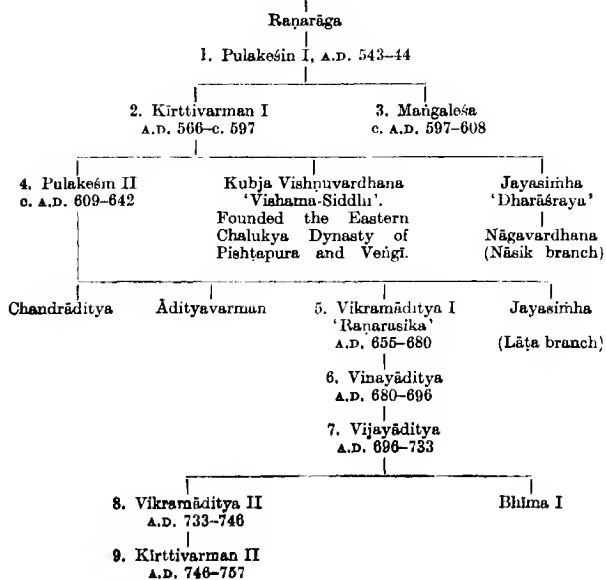 Raṇarāga
1. Pulakeśin I, A.D. 543–44
2. Kīrttivarman I
A.D. 566–c. 597
3. Maṅgaleśa
c. A.D. 597–608
4. Pulakeśin II
c. A.D. 609–642
Kubja Vishṇuvardhana
'Vishama-Siddhi'.
Founded the Eastern
Chalukya Dynasty of
Pishṭapura and Veṅgī.
Jayasiṁha
'Dharāśraya'
Nāgavardhana
(Nāsik branch)
Chandrāditya
Ādityavarman
5. Vikramāditya I
'Raṇarasika'
A.D. 655–680
Jayasiṁha
(Lāṭa branch)
6. Vinayāditya
A.D. 680–696
7. Vijayāditya
A.D. 696–733
8. Vikramāditya II
A.D. 733–746
Bhīma I
9. Kīrttivarman II
A.D. 746–757